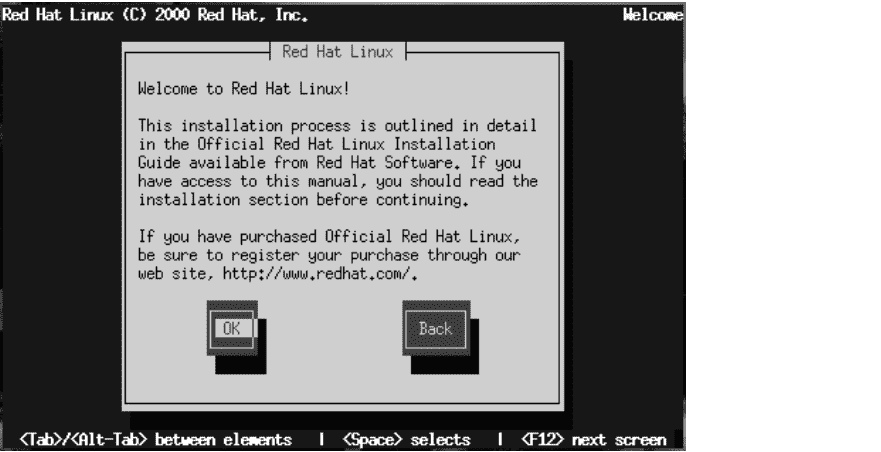 Red Hat Linux (C) 2000 Red Hat, Inc. Welcome
Red Hat Linux
Welcome to Red Hat Linux!
This installation process is outlined in detail
in the Official Red Hat Linux Installation
Guide available from Red Hat Software. If you
have access to this manual, you should read the
installation section before continuing.
If you have purchased Official Red Hat Linux,
be sure to register your purchase through our
web site, http://www.redhat.com/.
OK Back
<Tab>/<Alt-Tab> between elements | <Space> selects | <F12> next screen